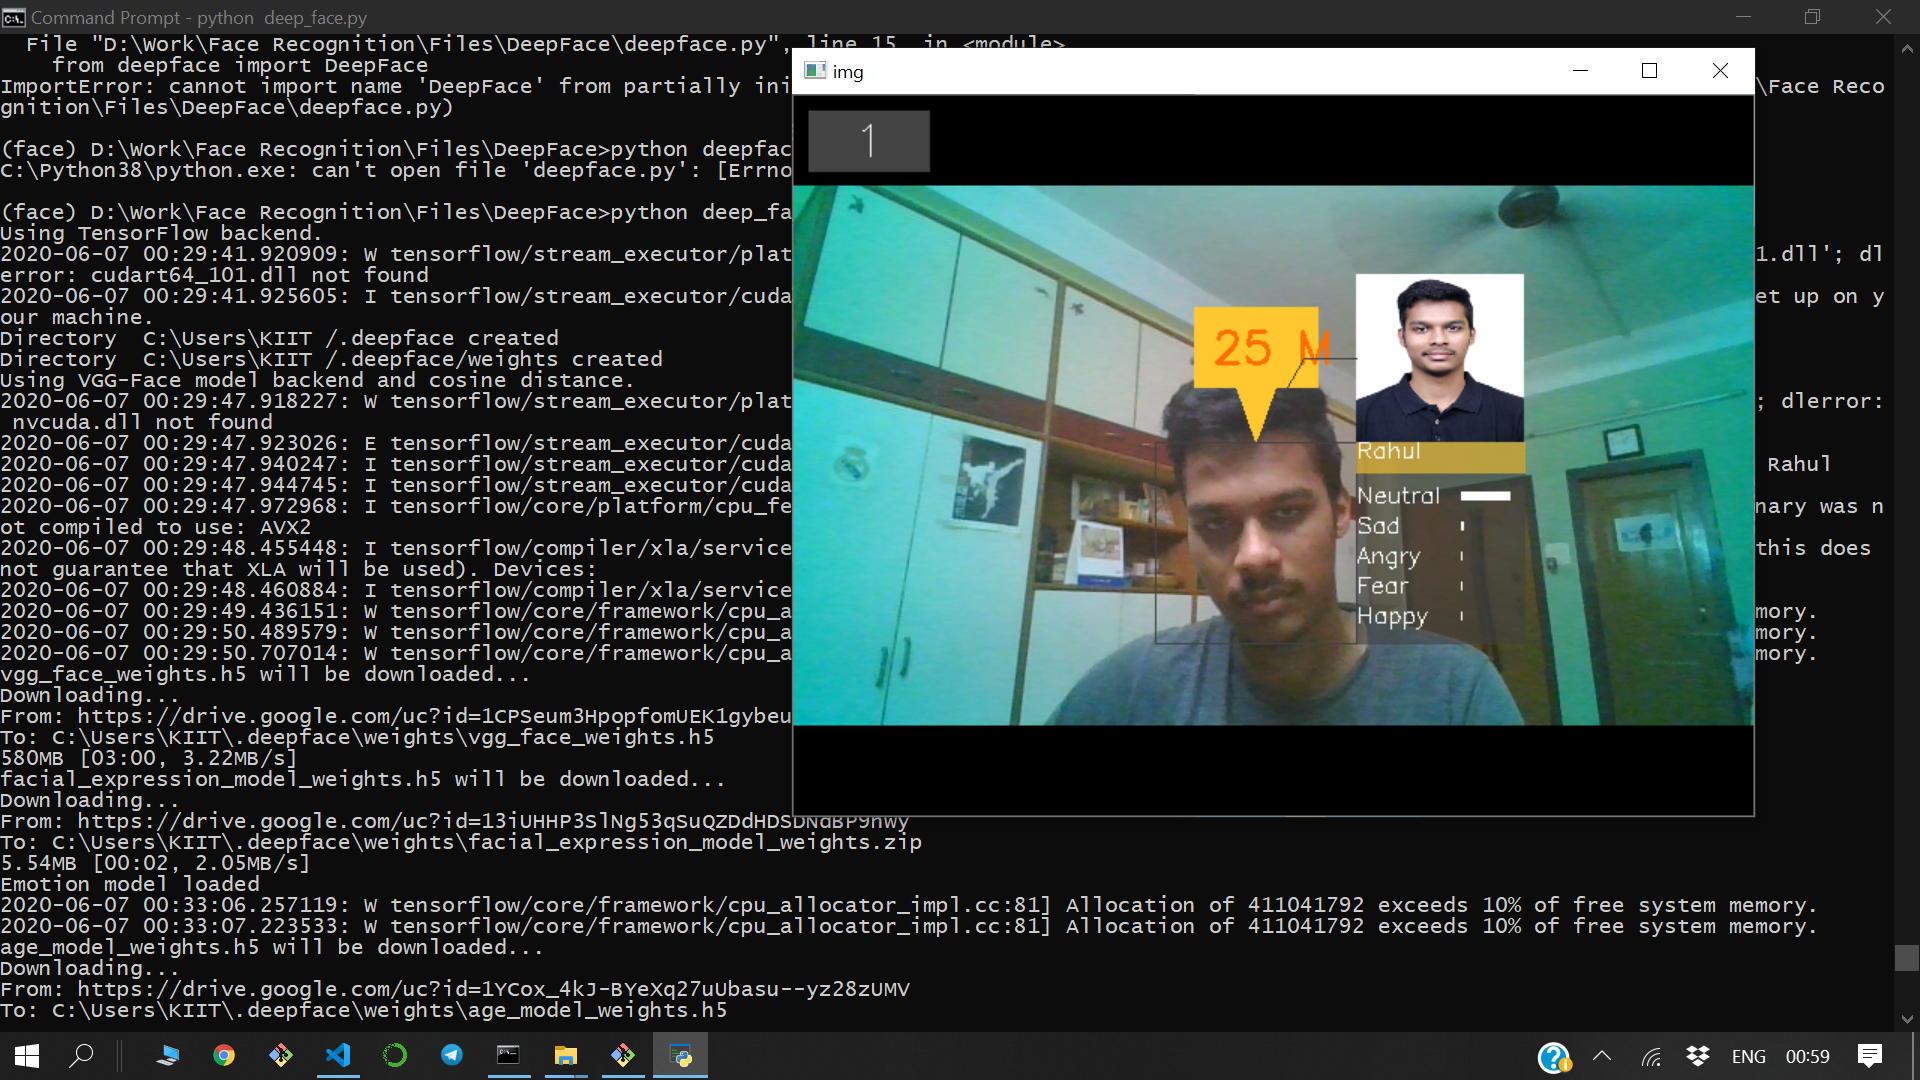 Command Prompt - python  deep_face.py
File "D:\Work\Face Recognition\Files\DeepFace\deepface.py", line 15, in <module>
from deepface import DeepFace
ImportError: cannot import name 'DeepFace' from partially ini
\Face Reco
gnition\Files\DeepFace\deepface.py)
(face) D:\Work\Face Recognition\Files\DeepFace>python deepfac
C:\Python38\python.exe: can't open file 'deepface.py': [Errno
(face) D:\Work\Face Recognition\Files\DeepFace>python deep_fa
Using TensorFlow backend.
2020-06-07 00:29:41.920909: W tensorflow/stream_executor/plat
1.dll'; dl
error: cudart64_101.dll not found
2020-06-07 00:29:41.925605: I tensorflow/stream_executor/cuda
et up on y
our machine.
Directory  C:\Users\KIIT /.deepface created
Directory  C:\Users\KIIT /.deepface/weights created
Using VGG-Face model backend and cosine distance.
2020-06-07 00:29:47.918227: W tensorflow/stream_executor/plat
; dlerror:
nvcuda.dll not found
2020-06-07 00:29:47.923026: E tensorflow/stream_executor/cuda
2020-06-07 00:29:47.940247: I tensorflow/stream_executor/cuda
Rahul
2020-06-07 00:29:47.944745: I tensorflow/stream_executor/cuda
2020-06-07 00:29:47.972968: I tensorflow/core/platform/cpu_fe
nary was n
ot compiled to use: AVX2
2020-06-07 00:29:48.455448: I tensorflow/compiler/xla/service
this does
not guarantee that XLA will be used). Devices:
2020-06-07 00:29:48.460884: I tensorflow/compiler/xla/service
2020-06-07 00:29:49.436151: W tensorflow/core/framework/cpu_a
mory.
2020-06-07 00:29:50.489579: W tensorflow/core/framework/cpu_a
mory.
2020-06-07 00:29:50.707014: W tensorflow/core/framework/cpu_a
mory.
vgg_face_weights.h5 will be downloaded...
Downloading...
From: https://drive.google.com/uc?id=1CPSeum3HpopfomUEK1gybeu
To: C:\Users\KIIT\.deepface\weights\vgg_face_weights.h5
580MB [03:00, 3.22MB/s]
facial_expression_model_weights.h5 will be downloaded...
Downloading...
From: https://drive.google.com/uc?id=13iUHHP3SlNg53qSuQZDdHDSDNdBP9nwy
To: C:\Users\KIIT\.deepface\weights\facial_expression_model_weights.zip
5.54MB [00:02, 2.05MB/s]
Emotion model loaded
2020-06-07 00:33:06.257119: W tensorflow/core/framework/cpu_allocator_impl.cc:81] Allocation of 411041792 exceeds 10% of free system memory.
2020-06-07 00:33:07.223533: W tensorflow/core/framework/cpu_allocator_impl.cc:81] Allocation of 411041792 exceeds 10% of free system memory.
age_model_weights.h5 will be downloaded...
Downloading...
From: https://drive.google.com/uc?id=1YCox_4kJ-BYeXq27uUbasu--yz28zUMV
To: C:\Users\KIIT\.deepface\weights\age_model_weights.h5
img
1
25 M
Rahul
Neutral
Sad
Angry
Fear
Happy
ENG
00:59